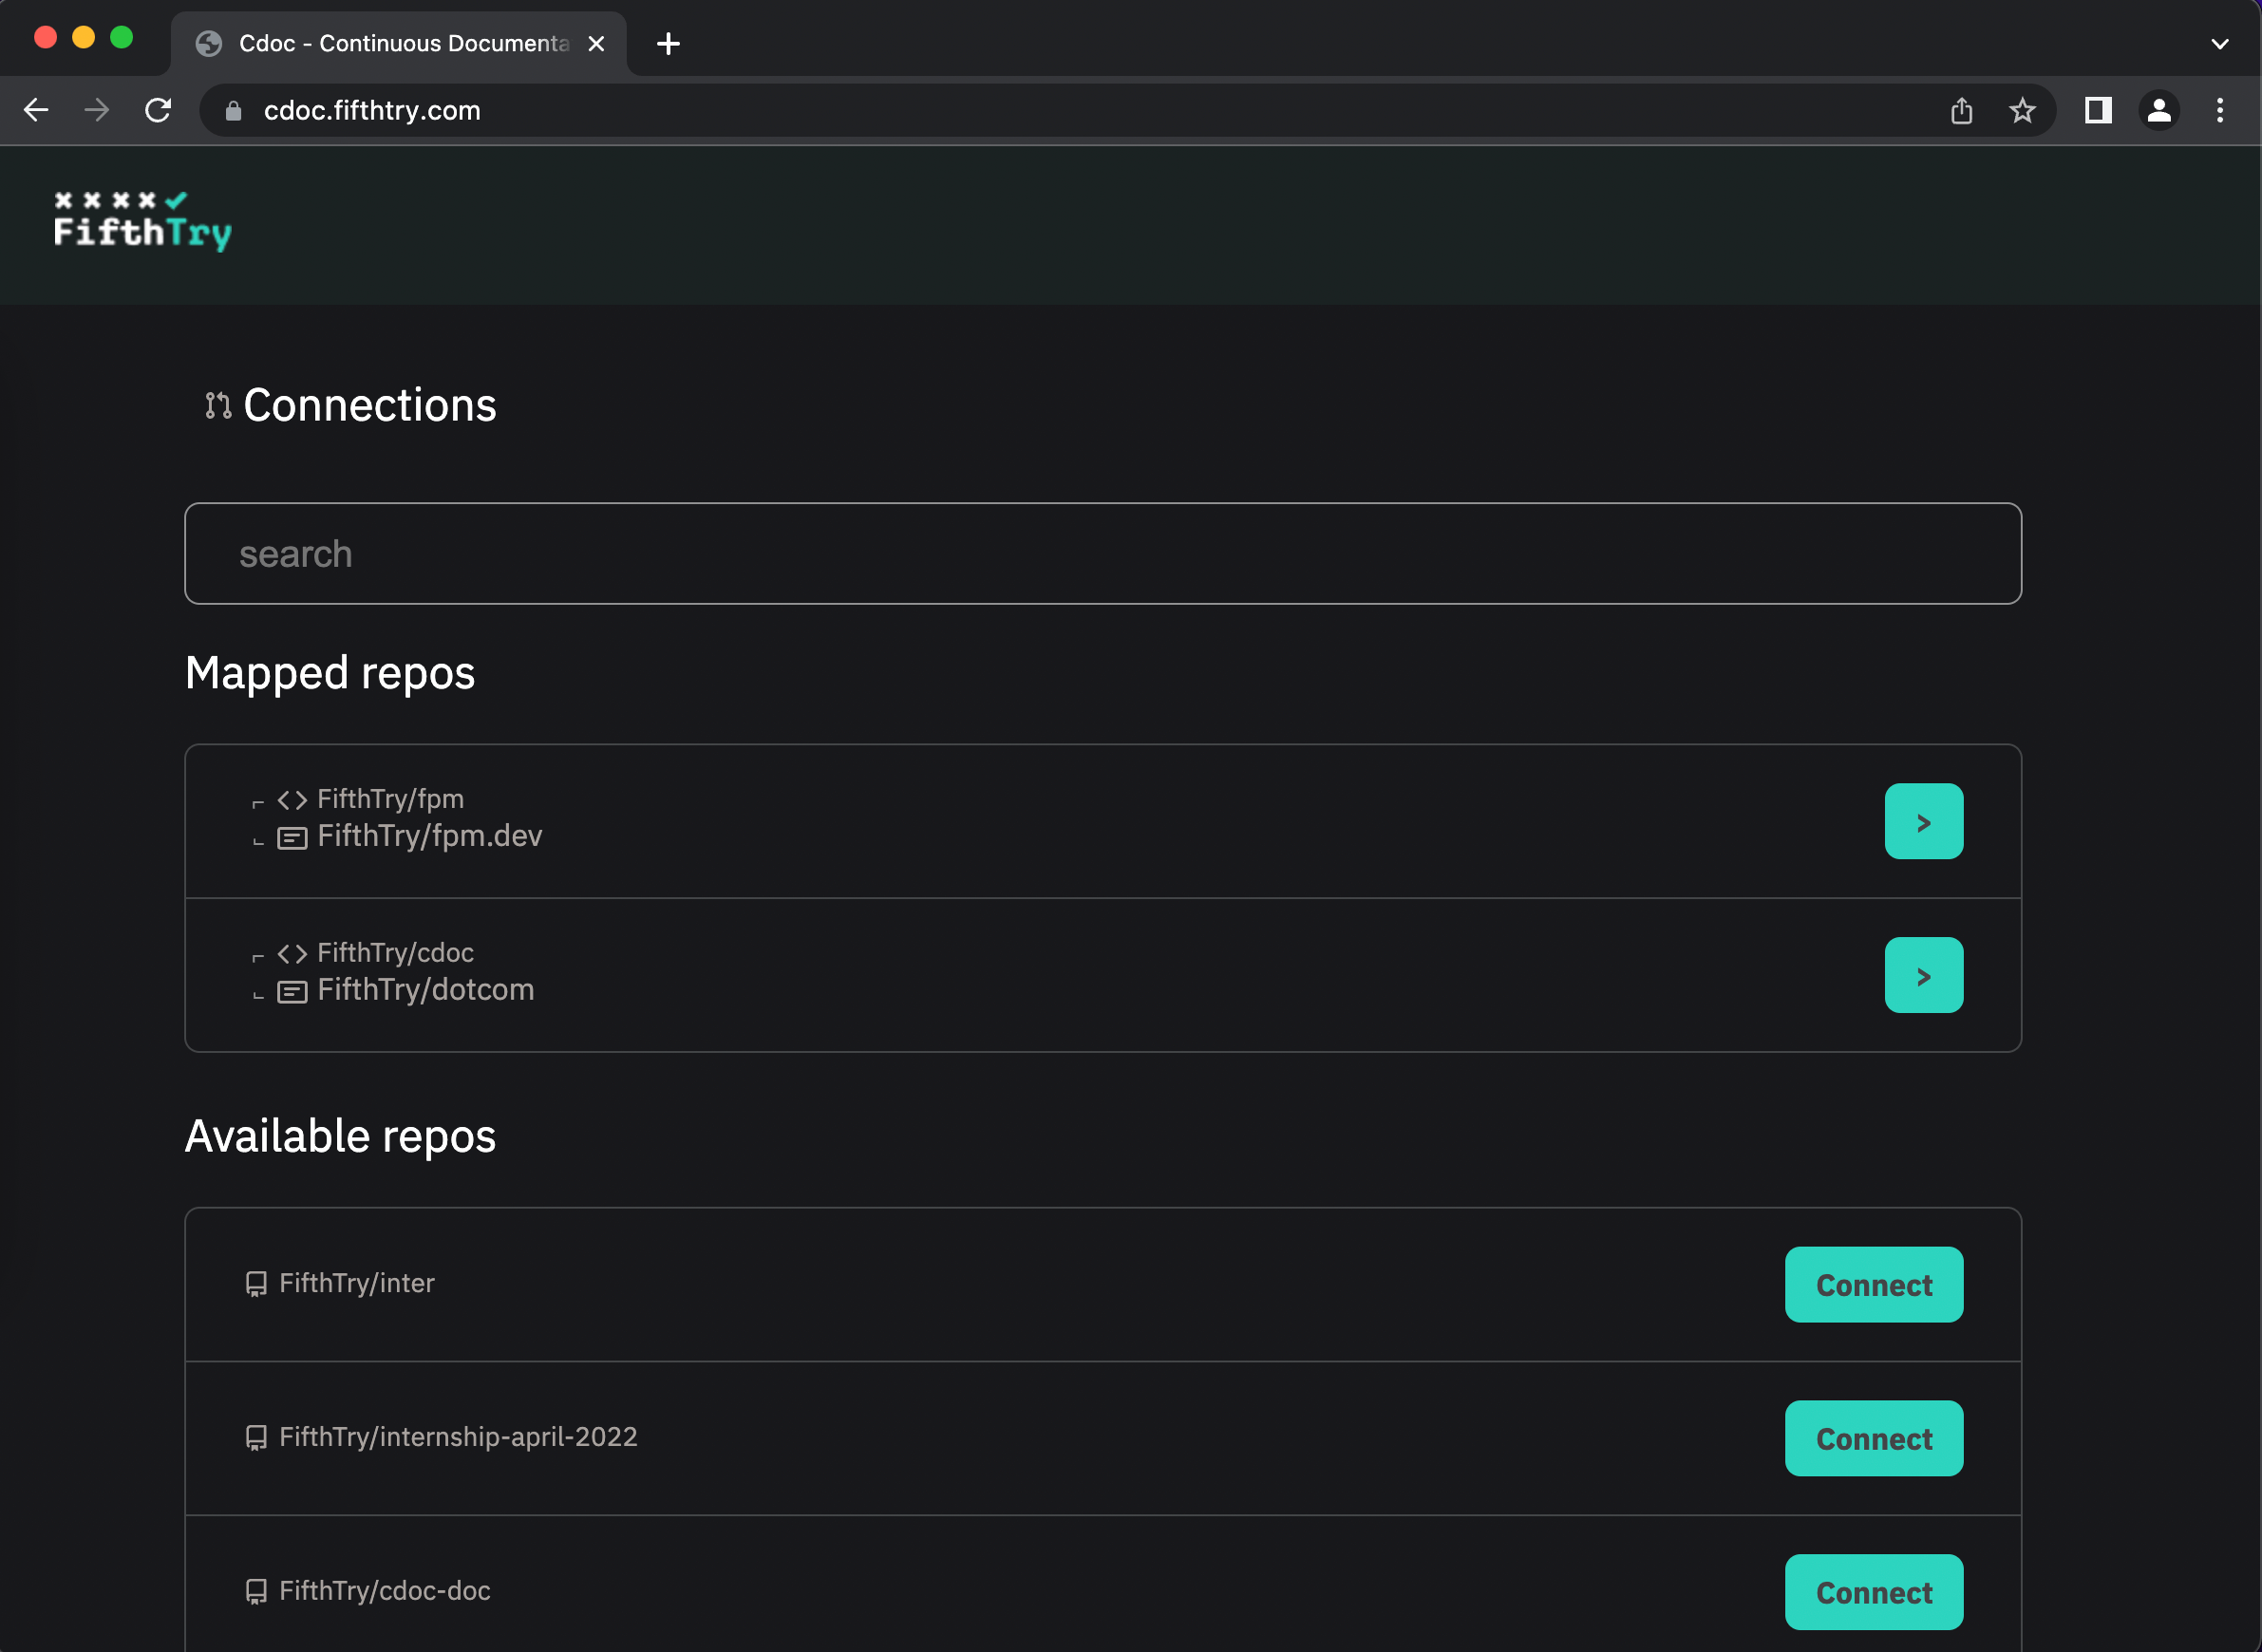 Cdoc - Continuous Documenta
cdoc.fifthtry.com
FifthTry
Connections
search
Mapped repos
FifthTry/fpm
FifthTry/fpm.dev
>
FifthTry/cdoc
FifthTry/dotcom
>
Available repos
FifthTry/inter
Connect
FifthTry/internship-april-2022
Connect
FifthTry/cdoc-doc
Connect